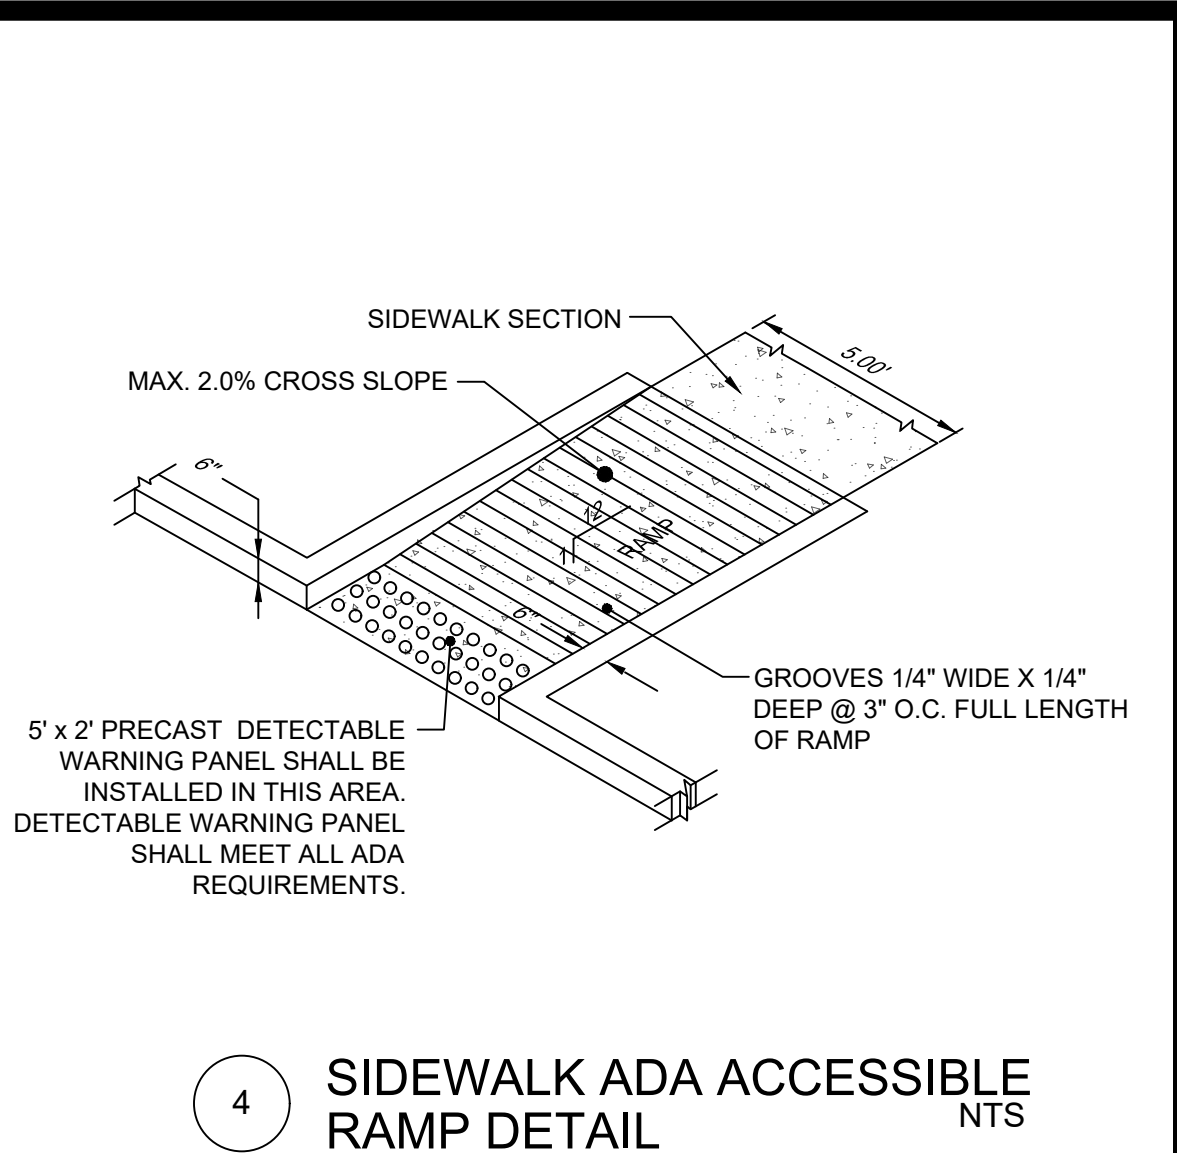 SIDEWALK SECTION
5.00'
MAX. 2.0% CROSS SLOPE
6"
12
1
RAMP
6"
GROOVES 1/4" WIDE X 1/4"
DEEP @ 3" O.C. FULL LENGTH
OF RAMP
5' x 2' PRECAST DETECTABLE
WARNING PANEL SHALL BE
INSTALLED IN THIS AREA.
DETECTABLE WARNING PANEL
SHALL MEET ALL ADA
REQUIREMENTS.
4
SIDEWALK ADA ACCESSIBLE
RAMP DETAIL
NTS